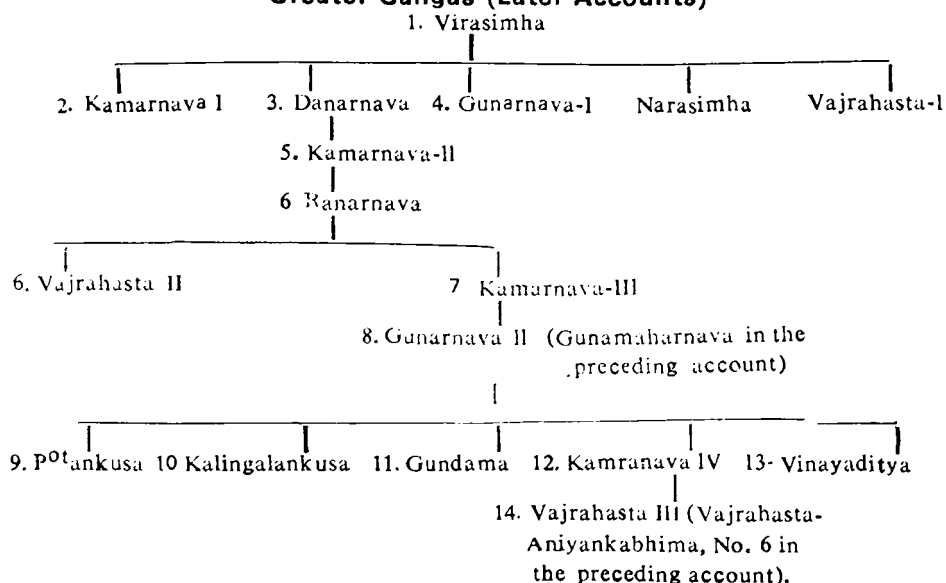 Greater Gangas (Later Accounts)
1. Virasimha
2. Kamarnava I 3. Danarnava 4. Gunarnava-I Narasimha Vajrahasta-I
5. Kamarnava-II
6 Ranarnava
6. Vajrahasta II 7 Kamarnava-III
8. Gunarnava II (Gunamaharnava in the
preceding account)
9. Potankusa 10 Kalingalankusa 11. Gundama 12. Kamranava IV 13- Vinayaditya
14. Vajrahasta III (Vajrahasta-
Aniyankabhima, No. 6 in
the preceding account).